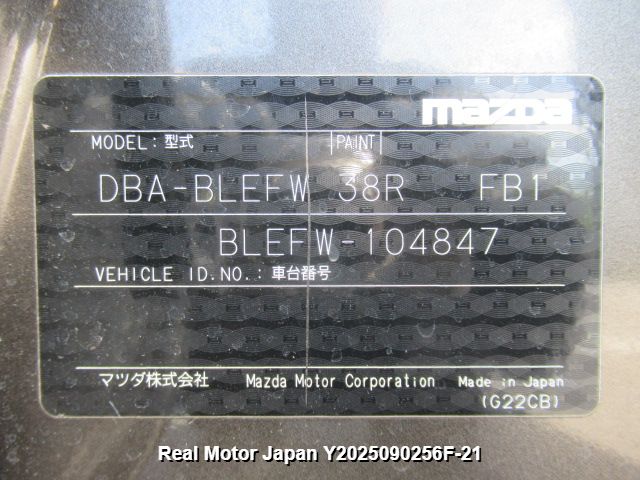 mazda
MODEL: 型式 PAINT
DBA-BLEFW 38R FB1
BLEFW-104847
VEHICLE ID.NO.: 車台番号
マツダ株式会社 Mazda Motor Corporation Made in Japan
(G22CB)
Real Motor Japan Y2025090256F-21